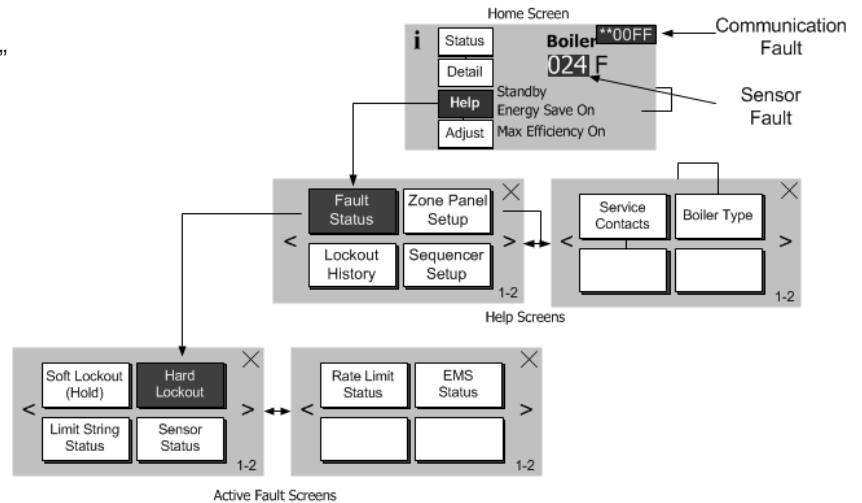 ”
Home Screen
i
Status
Detail
Help
Adjust
Boiler
**00FF
024 F
Standby
Energy Save On
Max Efficiency On
Communication
Fault
Sensor
Fault
Fault
Status
Zone Panel
Setup
Lockout
History
Sequencer
Setup
<
>
X
1-2
Service
Contacts
Boiler Type
<
>
X
1-2
Help Screens
Soft Lockout
(Hold)
Hard
Lockout
Limit String
Status
Sensor
Status
<
>
X
1-2
Rate Limit
Status
EMS
Status
<
>
X
1-2
Active Fault Screens